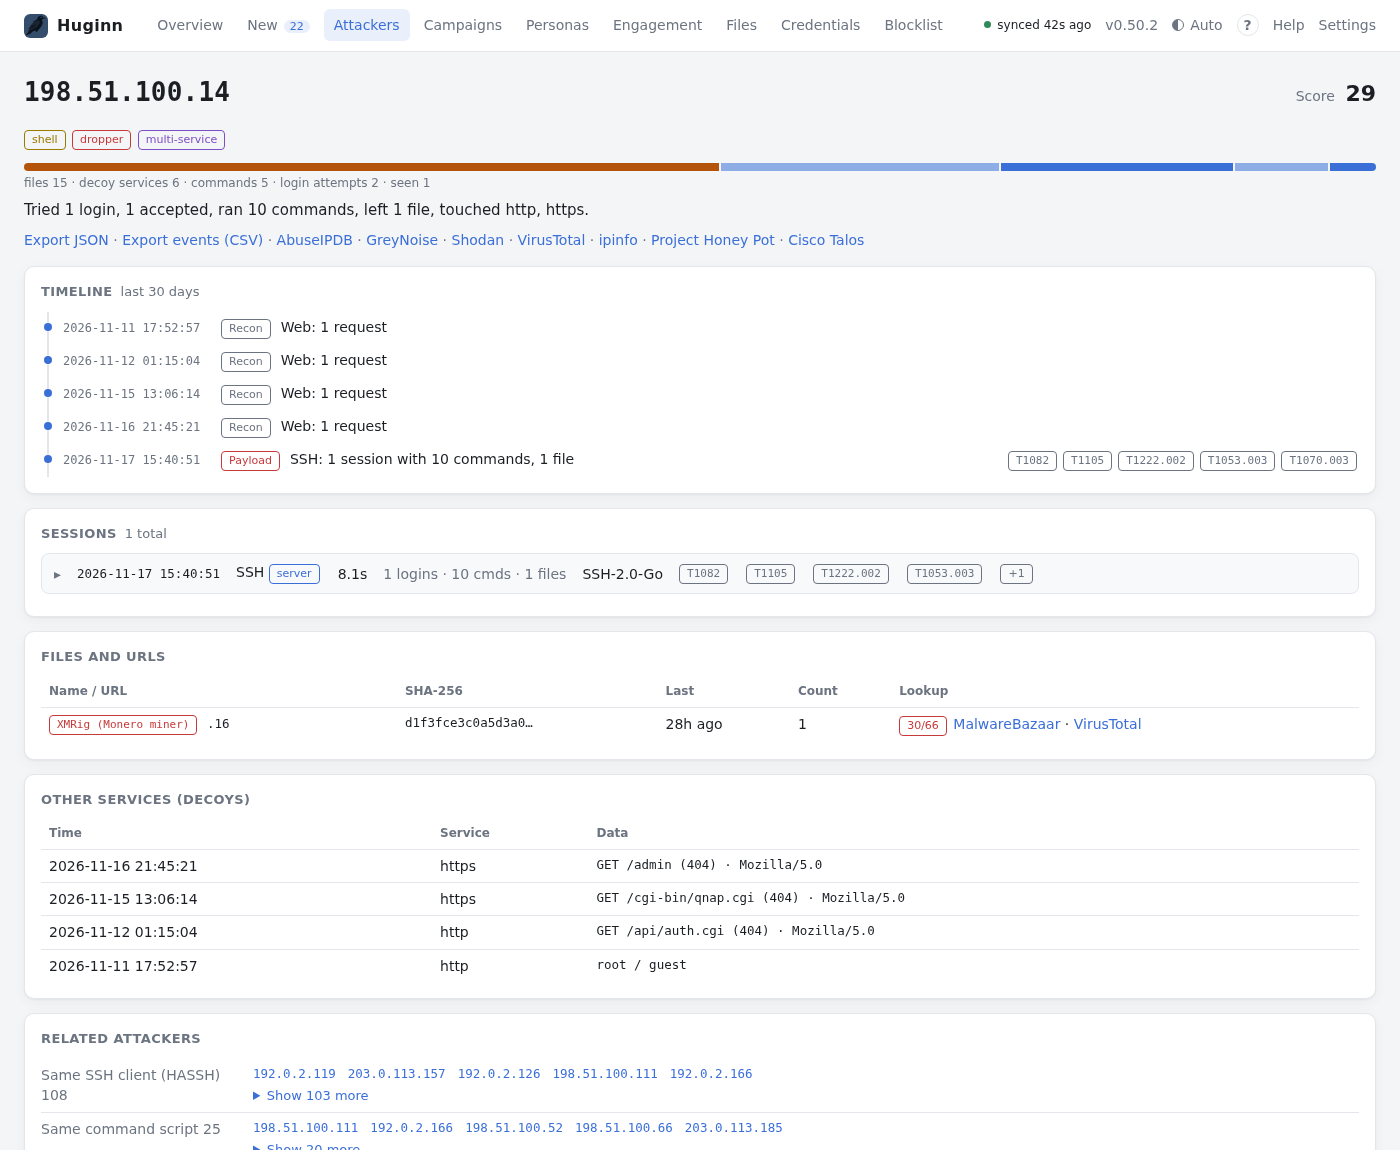 Huginn Overview New 22 Attackers Campaigns Personas Engagement Files Credentials Blocklist synced 42s ago v0.50.2 Auto ? Help Settings
198.51.100.14 Score 29
shell dropper multi-service
files 15 · decoy services 6 · commands 5 · login attempts 2 · seen 1
Tried 1 login, 1 accepted, ran 10 commands, left 1 file, touched http, https.
Export JSON · Export events (CSV) · AbuseIPDB · GreyNoise · Shodan · VirusTotal · ipinfo · Project Honey Pot · Cisco Talos
TIMELINE last 30 days
2026-11-11 17:52:57 Recon Web: 1 request
2026-11-12 01:15:04 Recon Web: 1 request
2026-11-15 13:06:14 Recon Web: 1 request
2026-11-16 21:45:21 Recon Web: 1 request
2026-11-17 15:40:51 Payload SSH: 1 session with 10 commands, 1 file T1082 T1105 T1222.002 T1053.003 T1070.003
SESSIONS 1 total
▸ 2026-11-17 15:40:51 SSH server 8.1s 1 logins · 10 cmds · 1 files SSH-2.0-Go T1082 T1105 T1222.002 T1053.003 +1
FILES AND URLS
Name / URL SHA-256 Last Count Lookup
XMRig (Monero miner) .16 d1f3fce3c0a5d3a0… 28h ago 1 30/66 MalwareBazaar · VirusTotal
OTHER SERVICES (DECOYS)
Time Service Data
2026-11-16 21:45:21 https GET /admin (404) · Mozilla/5.0
2026-11-15 13:06:14 https GET /cgi-bin/qnap.cgi (404) · Mozilla/5.0
2026-11-12 01:15:04 http GET /api/auth.cgi (404) · Mozilla/5.0
2026-11-11 17:52:57 http root / guest
RELATED ATTACKERS
Same SSH client (HASSH) 192.0.2.119 203.0.113.157 192.0.2.126 198.51.100.111 192.0.2.166
108 ▶ Show 103 more
Same command script 25 198.51.100.111 192.0.2.166 198.51.100.52 198.51.100.66 203.0.113.185
▶ Show 20 more